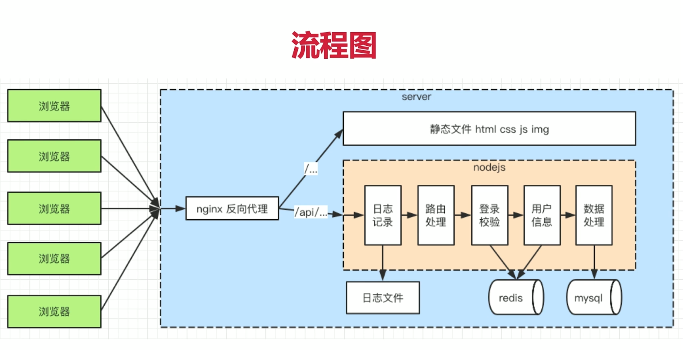 流程图
server
浏览器
浏览器
浏览器
浏览器
浏览器
静态文件 html css js img
/...
nodejs
nginx 反向代理
/api/...
日志
记录
路由
处理
登录
校验
用户
信息
数据
处理
日志文件
redis
mysql